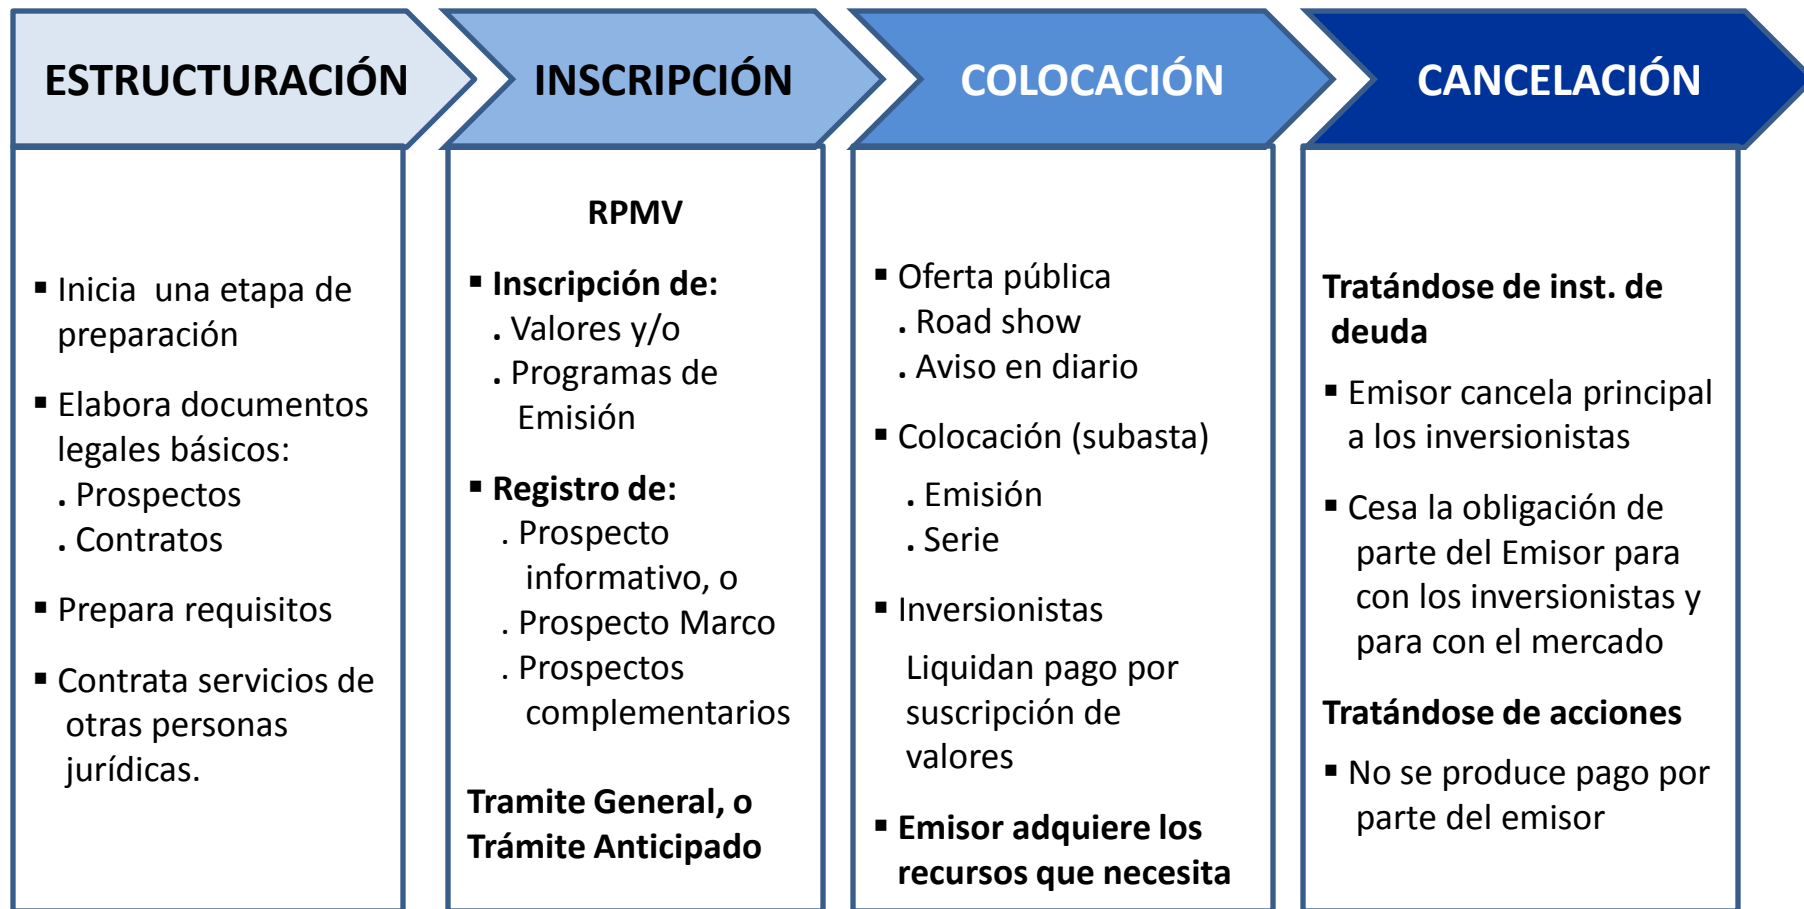 ESTRUCTURACIÓN
▪ Inicia una etapa de
preparación
▪ Elabora documentos
legales básicos:
. Prospectos
. Contratos
▪ Prepara requisitos
▪ Contrata servicios de
otras personas
jurídicas.
INSCRIPCIÓN
RPMV
▪ Inscripción de:
. Valores y/o
. Programas de
Emisión
▪ Registro de:
. Prospecto
informativo, o
. Prospecto Marco
. Prospectos
complementarios
Tramite General, o
Trámite Anticipado
COLOCACIÓN
▪ Oferta pública
. Road show
. Aviso en diario
▪ Colocación (subasta)
. Emisión
. Serie
▪ Inversionistas
Liquidan pago por
suscripción de
valores
▪ Emisor adquiere los
recursos que necesita
CANCELACIÓN
Tratándose de inst. de
deuda
▪ Emisor cancela principal
a los inversionistas
▪ Cesa la obligación de
parte del Emisor para
con los inversionistas y
para con el mercado
Tratándose de acciones
▪ No se produce pago por
parte del emisor